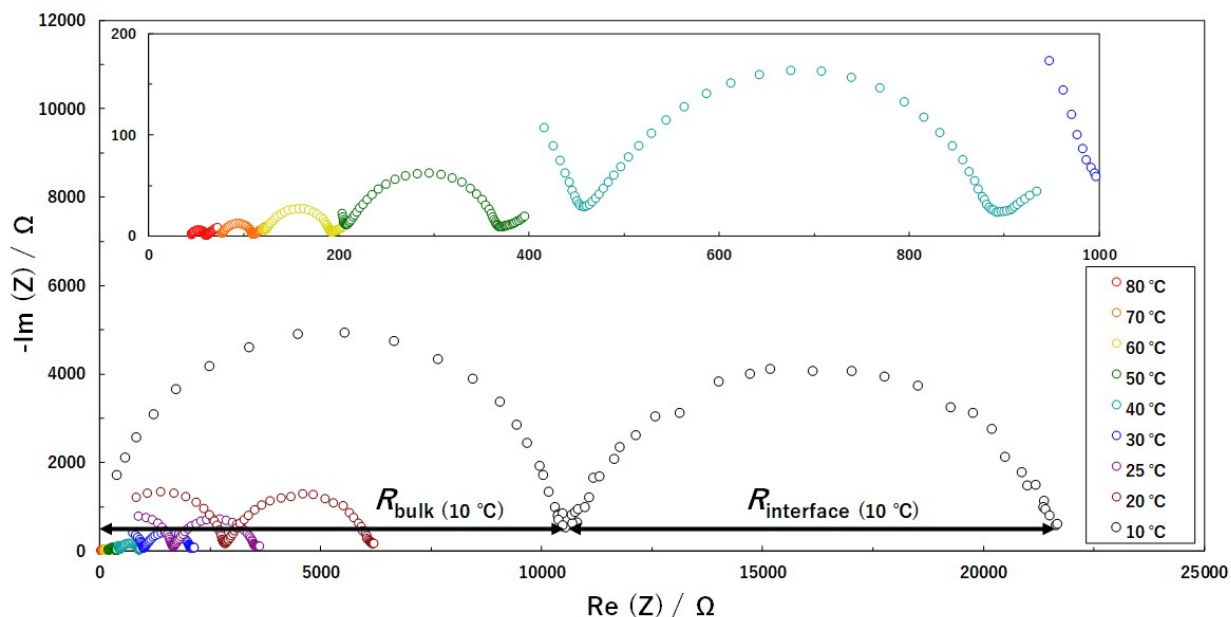 12000
10000
8000
6000
4000
2000
0
-Im (Z) / Ω
200
100
0
0 200 400 600 800 1000
80 °C
70 °C
60 °C
50 °C
40 °C
30 °C
25 °C
20 °C
10 °C
Rbulk (10 °C)
Rinterface (10 °C)
0 5000 10000 15000 20000 25000
Re (Z) / Ω